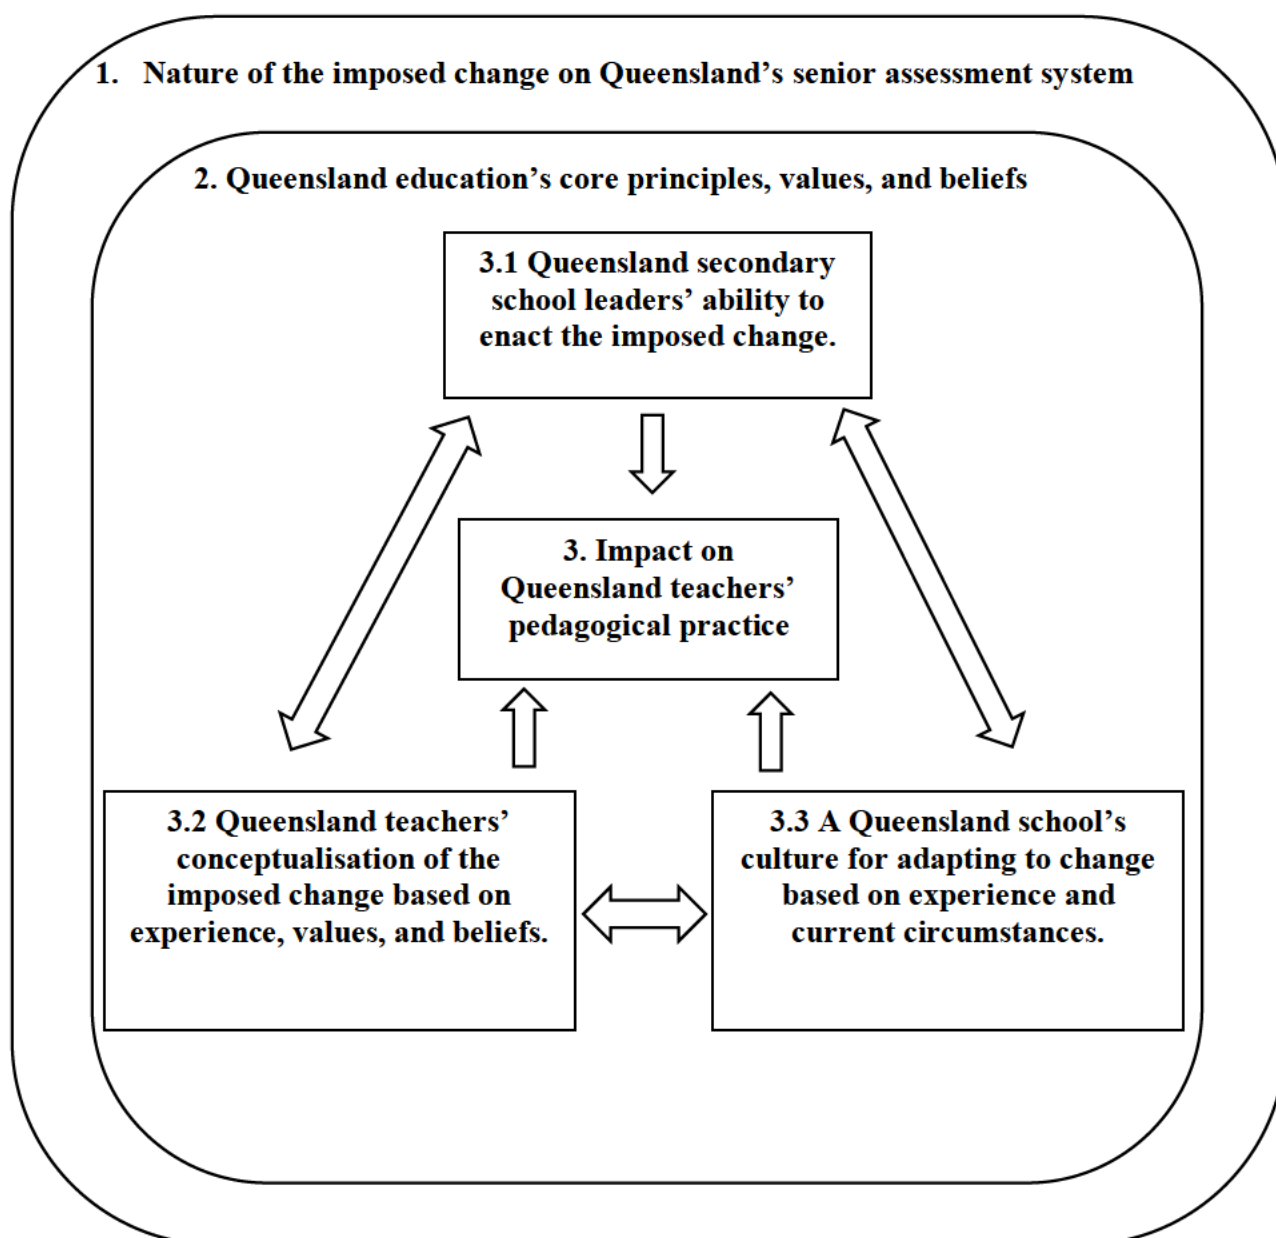 1. Nature of the imposed change on Queensland’s senior assessment system
2. Queensland education’s core principles, values, and beliefs
3.1 Queensland secondary
school leaders’ ability to
enact the imposed change.
3. Impact on
Queensland teachers’
pedagogical practice
3.2 Queensland teachers’
conceptualisation of the
imposed change based on
experience, values, and beliefs.
3.3 A Queensland school’s
culture for adapting to change
based on experience and
current circumstances.